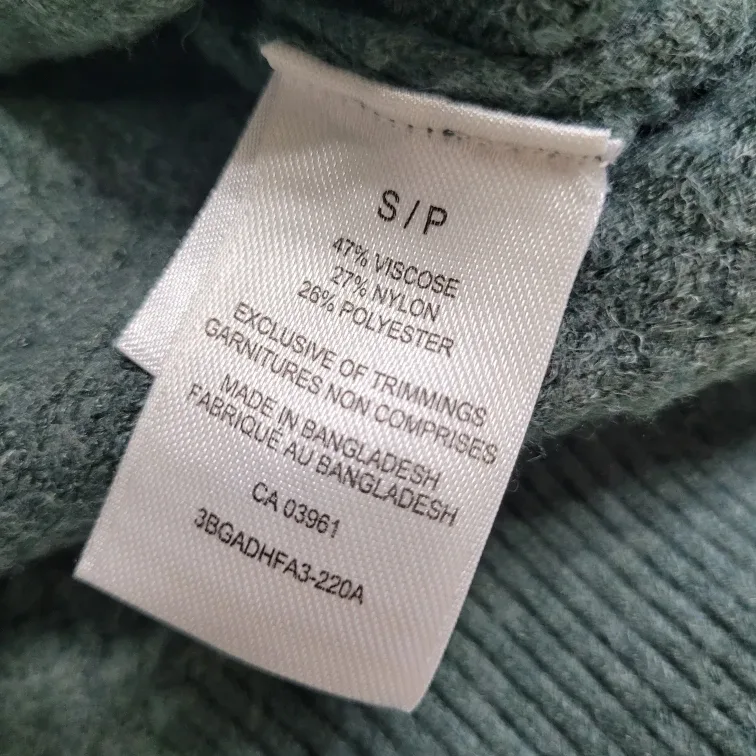 S/P
47% VISCOSE
27% NYLON
26% POLYESTER
EXCLUSIVE OF TRIMMINGS
GARNITURES NON COMPRISES
MADE IN BANGLADESH
FABRIQUÉ AU BANGLADESH
CA 03961
3BGADHFA3-220A